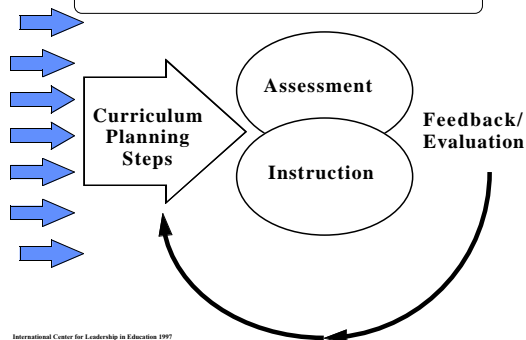 Assessment
Curriculum
Planning
Steps
Feedback/
Evaluation
Instruction
International Center for Leadership in Education 1997